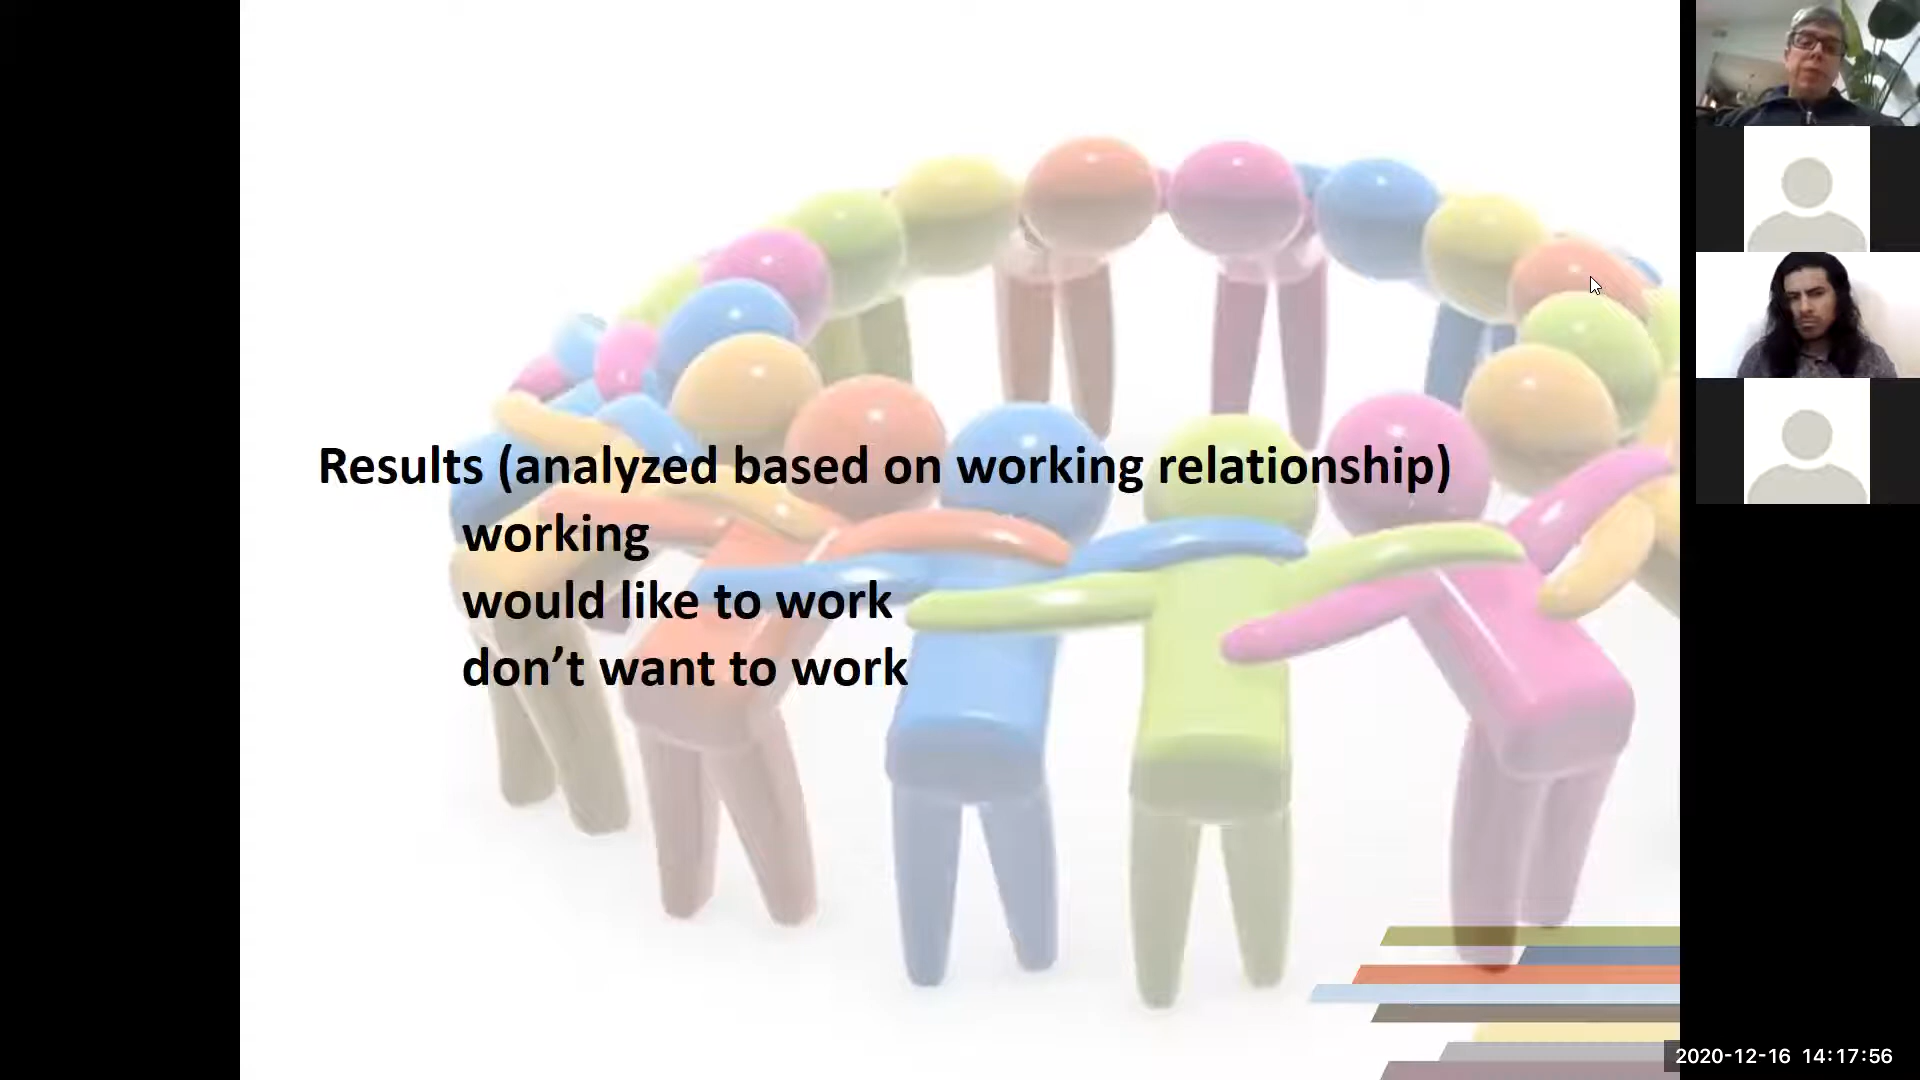 Results (analyzed based on working relationship)
working
would like to work
don’t want to work
2020-12-16 14:17:56